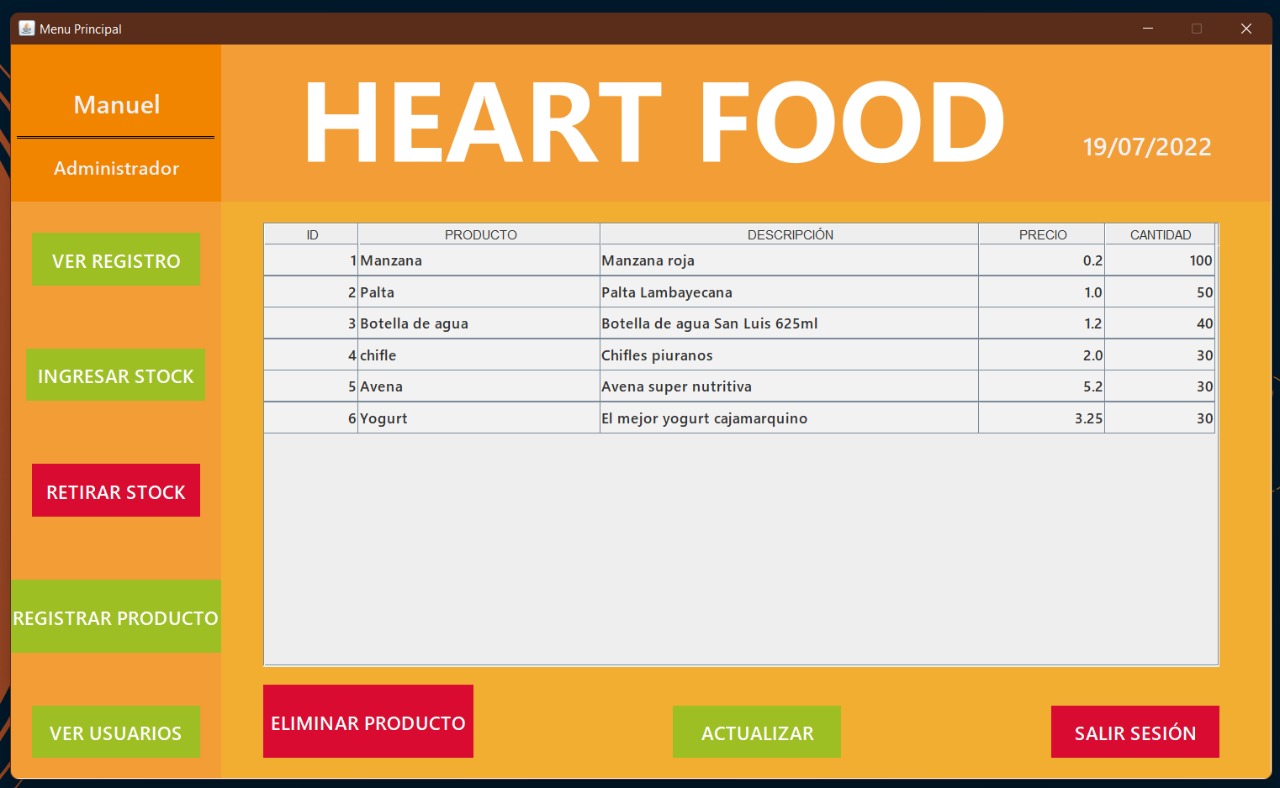 Menu Principal
Manuel
Administrador
HEART FOOD
19/07/2022
VER REGISTRO
INGRESAR STOCK
RETIRAR STOCK
REGISTRAR PRODUCTO
VER USUARIOS
ID PRODUCTO DESCRIPCIÓN PRECIO CANTIDAD
1 Manzana Manzana roja 0.2 100
2 Palta Palta Lambayecana 1.0 50
3 Botella de agua Botella de agua San Luis 625ml 1.2 40
4 chifle Chifles piuranos 2.0 30
5 Avena Avena super nutritiva 5.2 30
6 Yogurt El mejor yogurt cajamarquino 3.25 30
ELIMINAR PRODUCTO
ACTUALIZAR
SALIR SESIÓN